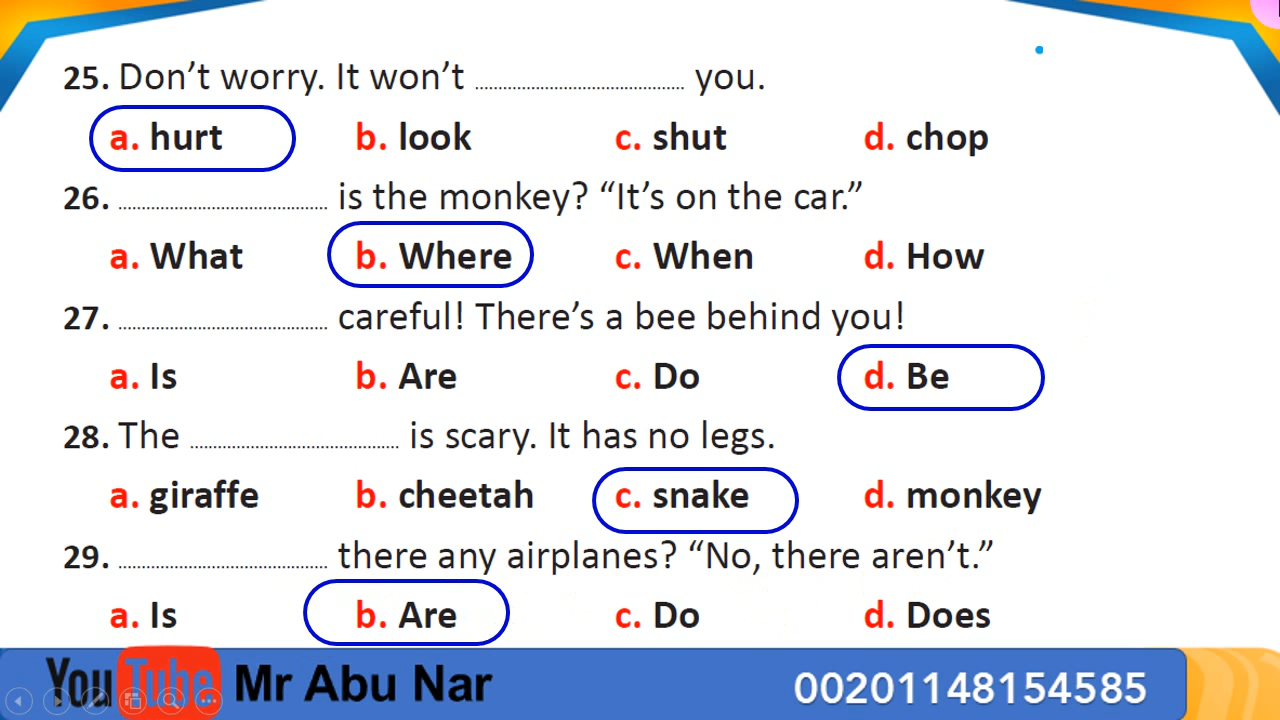 25. Don't worry. It won't ........................................ you.
a. hurt b. look c. shut d. chop
26. ........................................ is the monkey? “It's on the car.”
a. What b. Where c. When d. How
27. ........................................ careful! There's a bee behind you!
a. Is b. Are c. Do d. Be
28. The ........................................ is scary. It has no legs.
a. giraffe b. cheetah c. snake d. monkey
29. ........................................ there any airplanes? “No, there aren't.”
a. Is b. Are c. Do d. Does
YouTube Mr Abu Nar 00201148154585